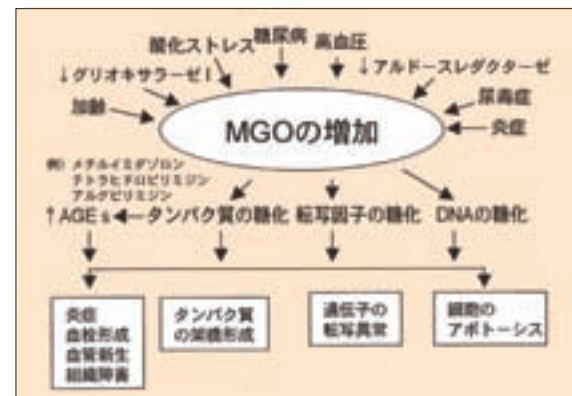 酸化ストレス 糖尿病 高血圧
↓グリオキサラーゼⅠ ↓アルドースレダクターゼ
加齢 尿毒症
炎症
MGOの増加
例）メチルイミダゾロン
テトラヒドロピリミジン
アルグピリミジン
↑AGEs タンパク質の糖化 転写因子の糖化 DNAの糖化
炎症
血栓形成
血管新生
組織障害
タンパク質
の架橋形成
遺伝子の
転写異常
細胞の
アポトーシス